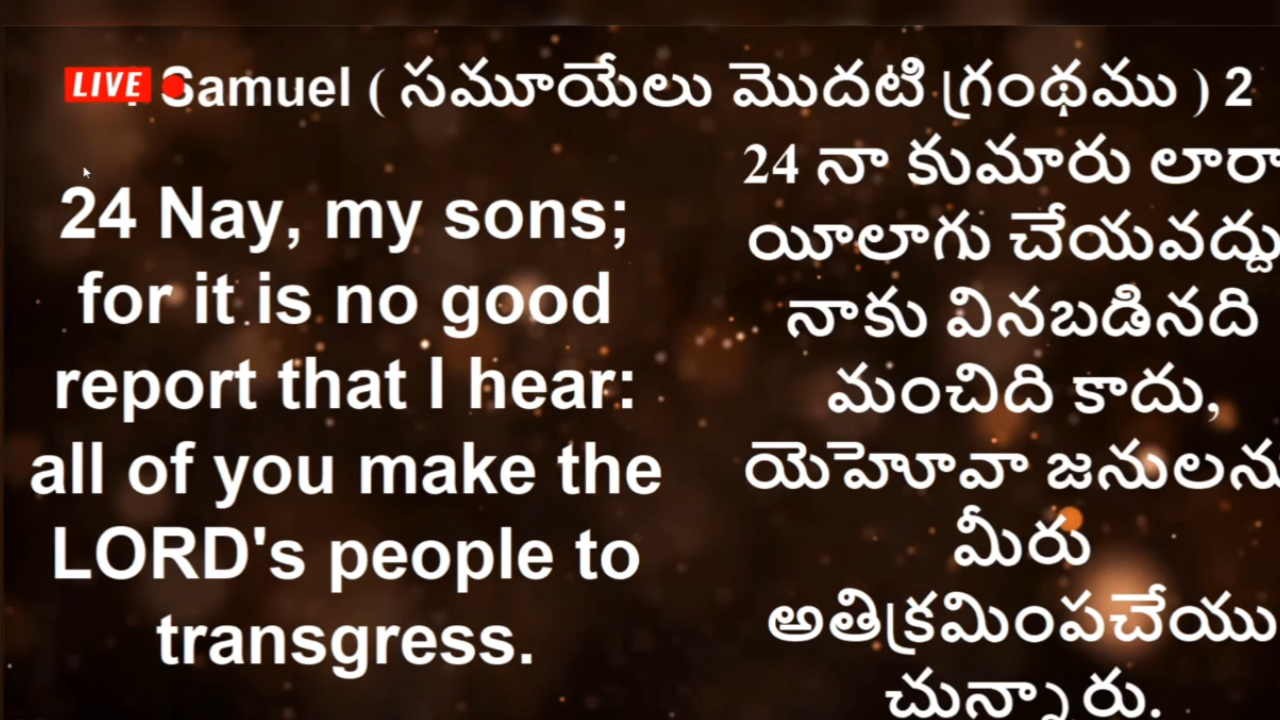 LIVE Samuel ( సమూయేలు మొదటి గ్రంథము ) 2
24 Nay, my sons;
for it is no good
report that I hear:
all of you make the
LORD's people to
transgress.
24 నా కుమారు లారా
యీలాగు చేయవద్దు
నాకు వినబడినది
మంచిది కాదు,
యెహోవా జనులను
మీరు
అతిక్రమింపచేయు
చున్నా రు.